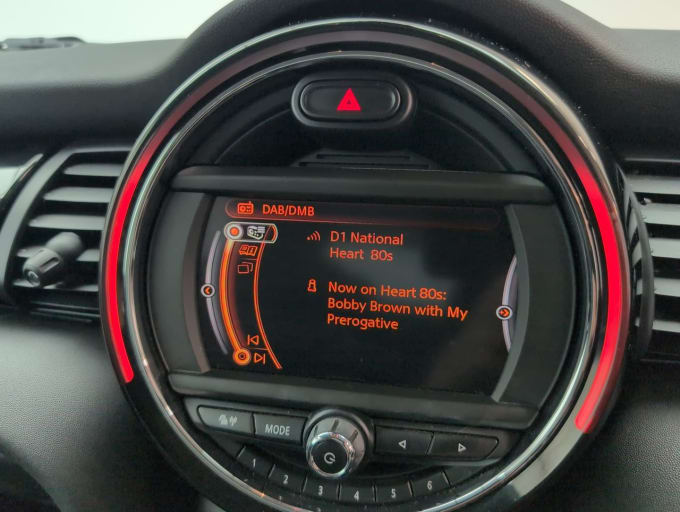 DAB/DMB
D1 National
Heart 80s
Now on Heart 80s:
Bobby Brown with My
Prerogative
MODE
1 2 3 4 5 6